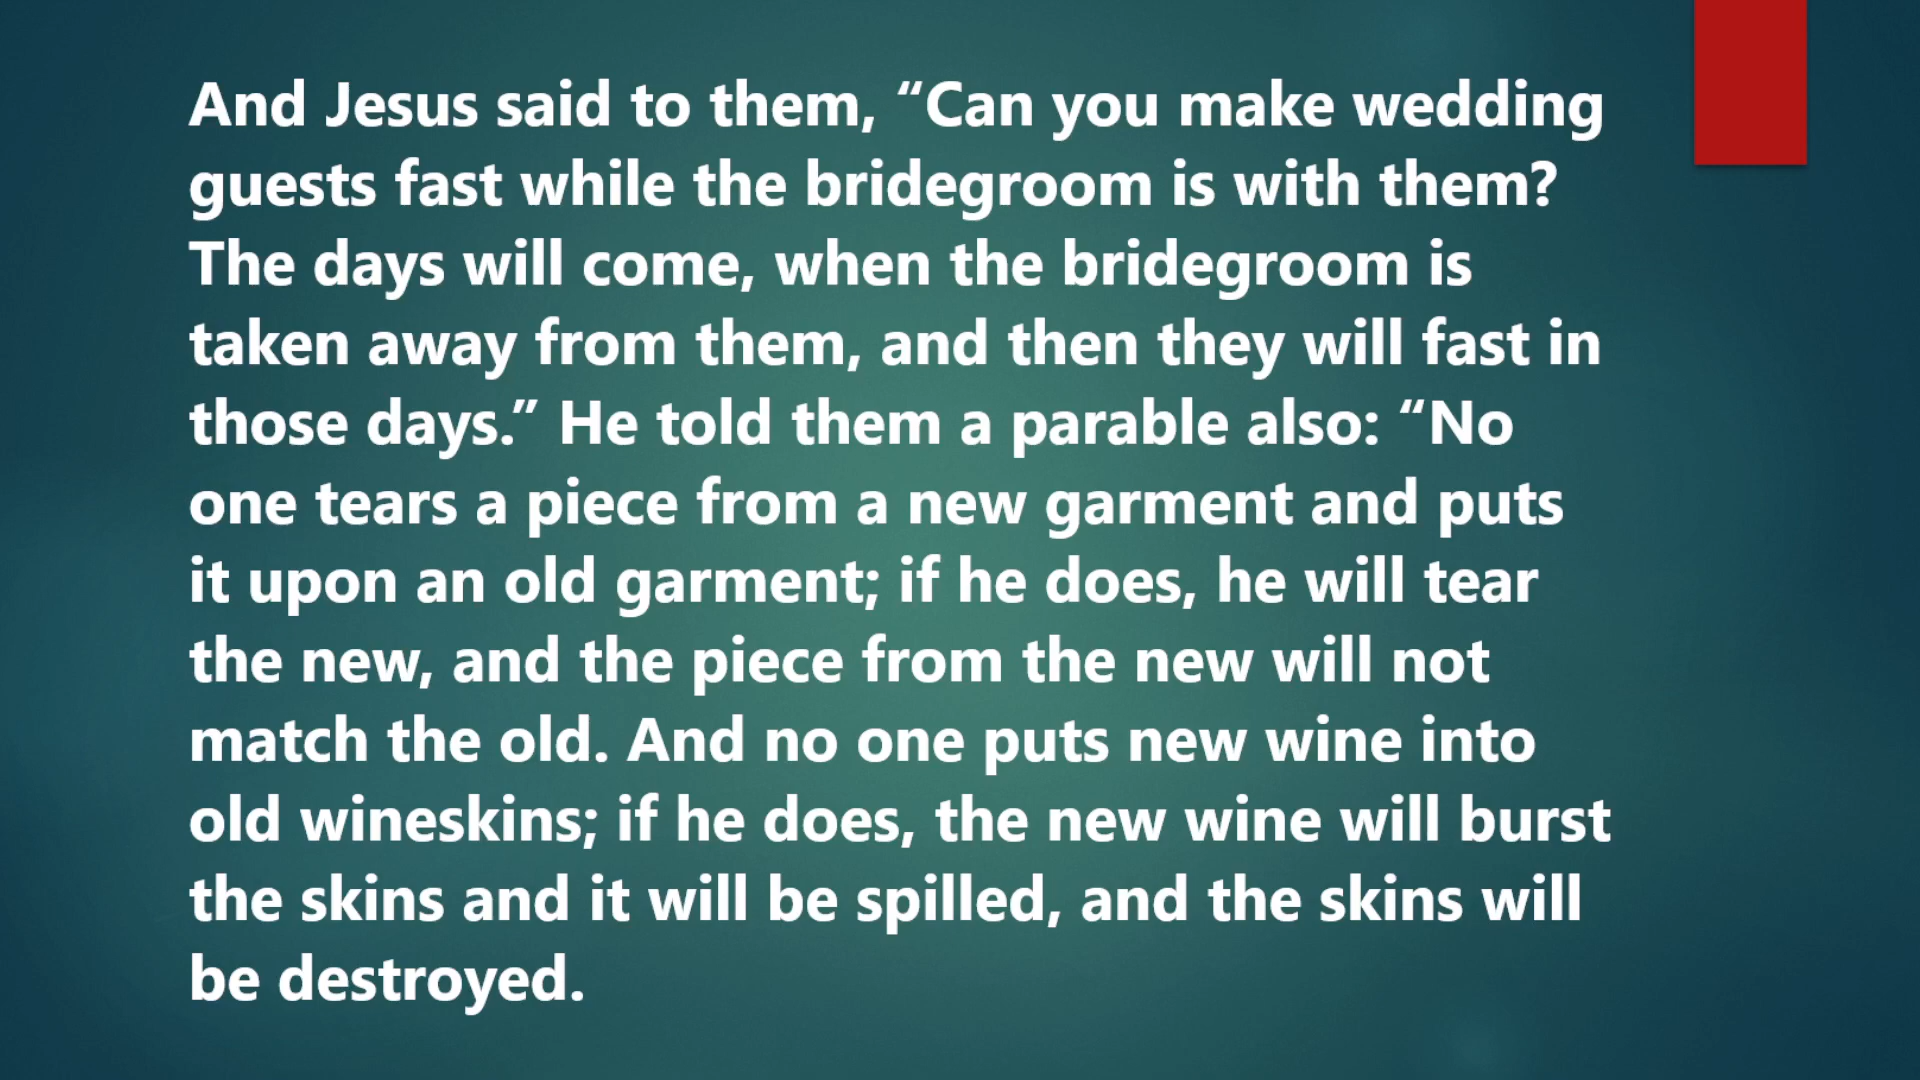 And Jesus said to them, “Can you make wedding
guests fast while the bridegroom is with them?
The days will come, when the bridegroom is
taken away from them, and then they will fast in
those days.” He told them a parable also: “No
one tears a piece from a new garment and puts
it upon an old garment; if he does, he will tear
the new, and the piece from the new will not
match the old. And no one puts new wine into
old wineskins; if he does, the new wine will burst
the skins and it will be spilled, and the skins will
be destroyed.